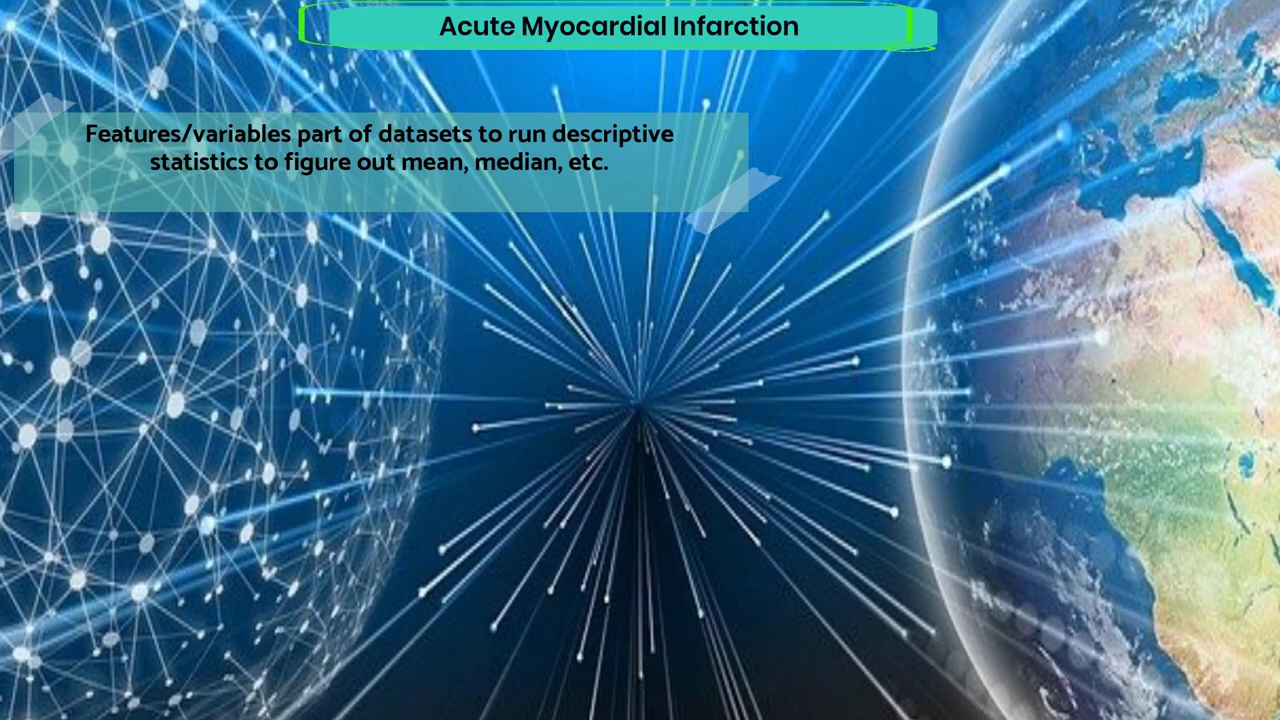 Acute Myocardial Infarction
Features/variables part of datasets to run descriptive
statistics to figure out mean, median, etc.